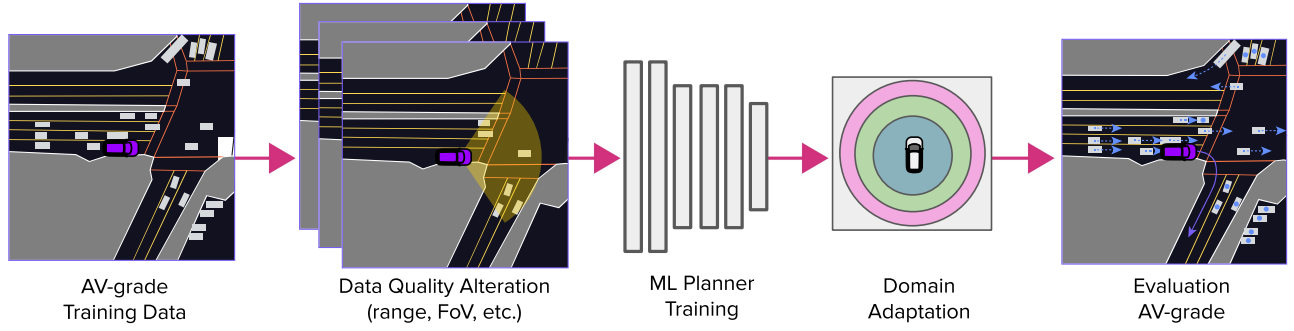 AV-grade
Training Data
Data Quality Alteration
(range, FoV, etc.)
ML Planner
Training
Domain
Adaptation
Evaluation
AV-grade